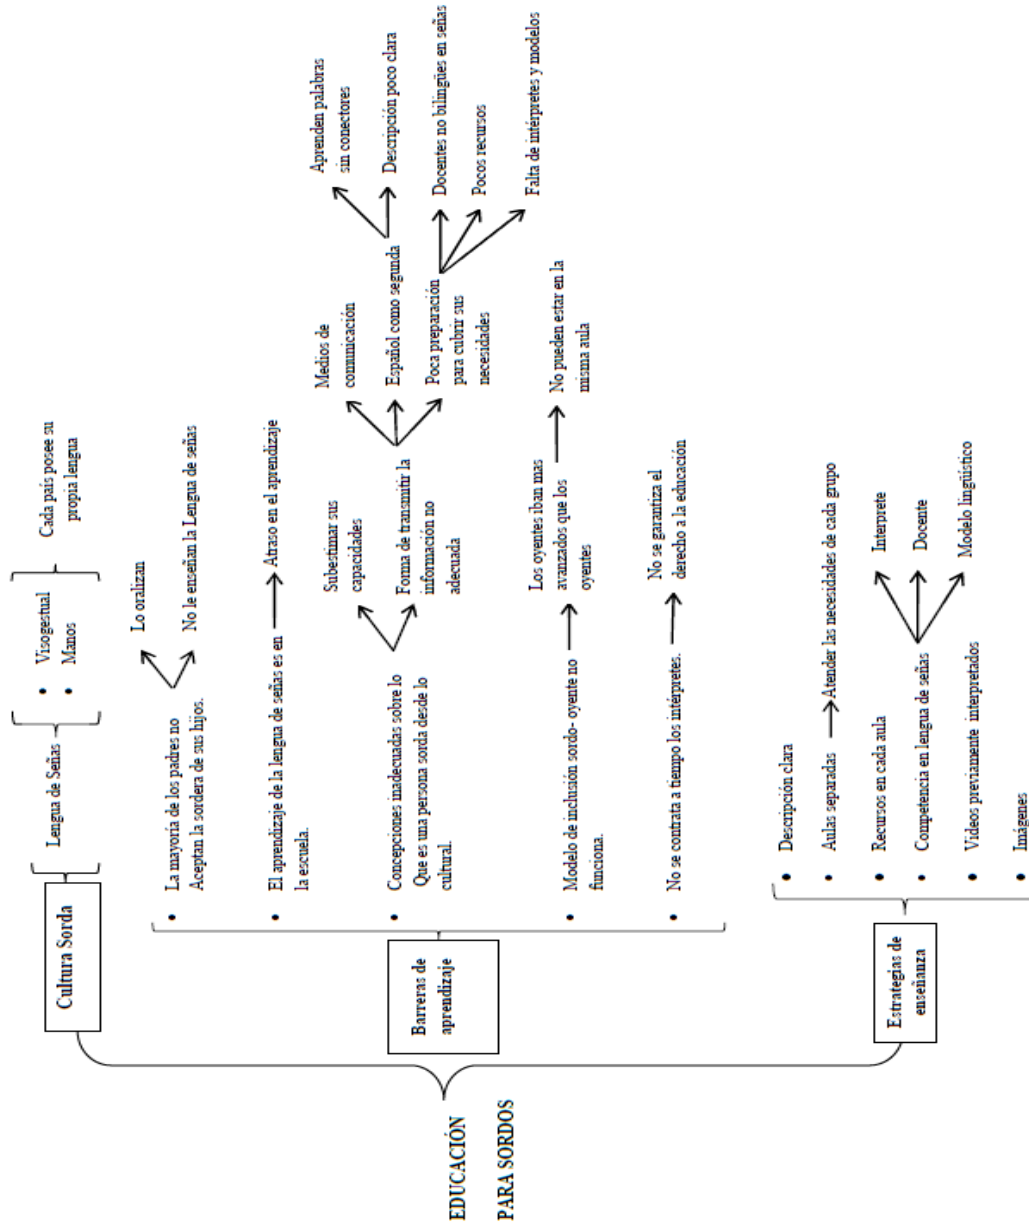 EDUCACIÓN
PARA SORDOS
Cultura Sorda
Lengua de Señas
• Visogestual
• Manos
Cada país posee su
propia lengua
Barreras de
aprendizaje
• La mayoría de los padres no
Aceptan la sordera de sus hijos.
Lo oralizan
No le enseñan la Lengua de señas
• El aprendizaje de la lengua de señas es en
la escuela.
Atraso en el aprendizaje
• Concepciones inadecuadas sobre lo
Que es una persona sorda desde lo
cultural.
Subestimar sus
capacidades
Forma de transmitir la
información no
adecuada
Medios de
comunicación
Español como segunda
Aprenden palabras
sin conectores
Descripción poco clara
Poca preparación
para cubrir sus
necesidades
Docentes no bilingües en señas
Pocos recursos
Falta de intérpretes y modelos
• Modelo de inclusión sordo- oyente no
funciona.
Los oyentes iban mas
avanzados que los
oyentes
No pueden estar en la
misma aula
• No se contrata a tiempo los intérpretes.
No se garantiza el
derecho a la educación
Estrategias de
enseñanza
• Descripción clara
• Aulas separadas
Atender las necesidades de cada grupo
• Recursos en cada aula
• Competencia en lengua de señas
Interprete
Docente
Modelo lingüístico
• Videos previamente interpretados
• Imágenes